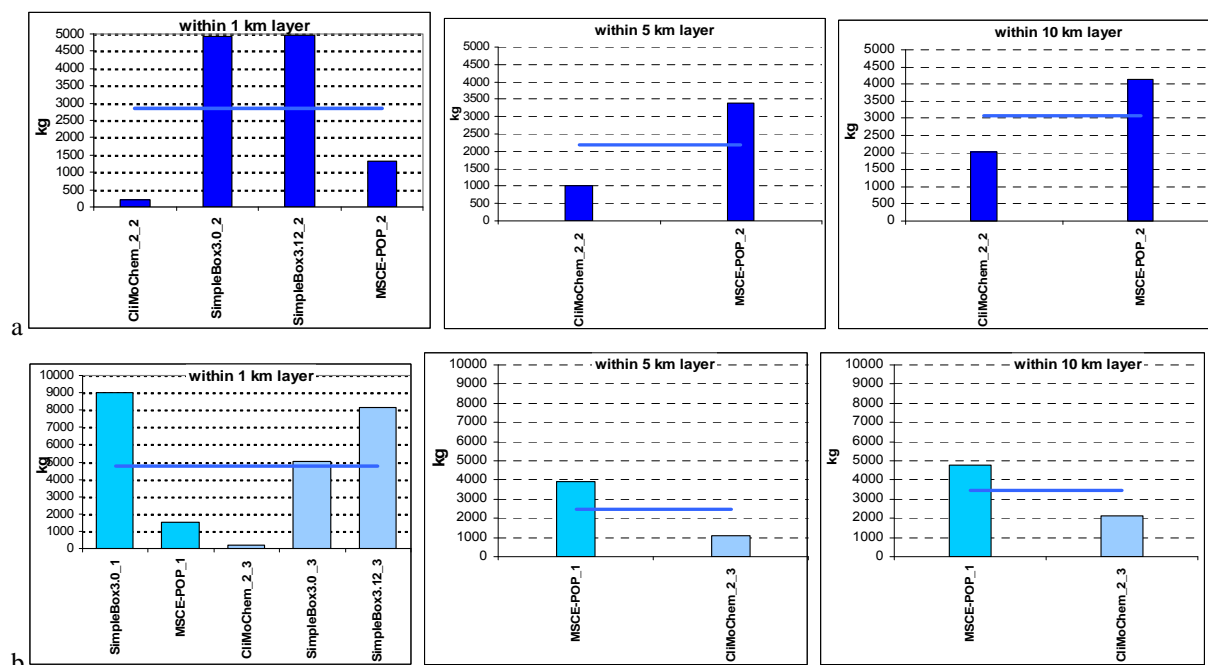 within 1 km layer
5000
4500
4000
3500
3000
2500
2000
1500
1000
500
0
kg
CliMoChem_2_2
SimpleBox3.0_2
SimpleBox3.12_2
MSCE-POP_2
within 5 km layer
5000
4500
4000
3500
3000
2500
2000
1500
1000
500
0
kg
CliMoChem_2_2
MSCE-POP_2
within 10 km layer
5000
4500
4000
3500
3000
2500
2000
1500
1000
500
0
kg
CliMoChem_2_2
MSCE-POP_2
a
within 1 km layer
10000
9000
8000
7000
6000
5000
4000
3000
2000
1000
0
kg
SimpleBox3.0_1
MSCE-POP_1
CliMoChem_2_3
SimpleBox3.0_3
SimpleBox3.12_3
within 5 km layer
10000
9000
8000
7000
6000
5000
4000
3000
2000
1000
0
kg
MSCE-POP_1
CliMoChem_2_3
within 10 km layer
10000
9000
8000
7000
6000
5000
4000
3000
2000
1000
0
kg
MSCE-POP_1
CliMoChem_2_3
b